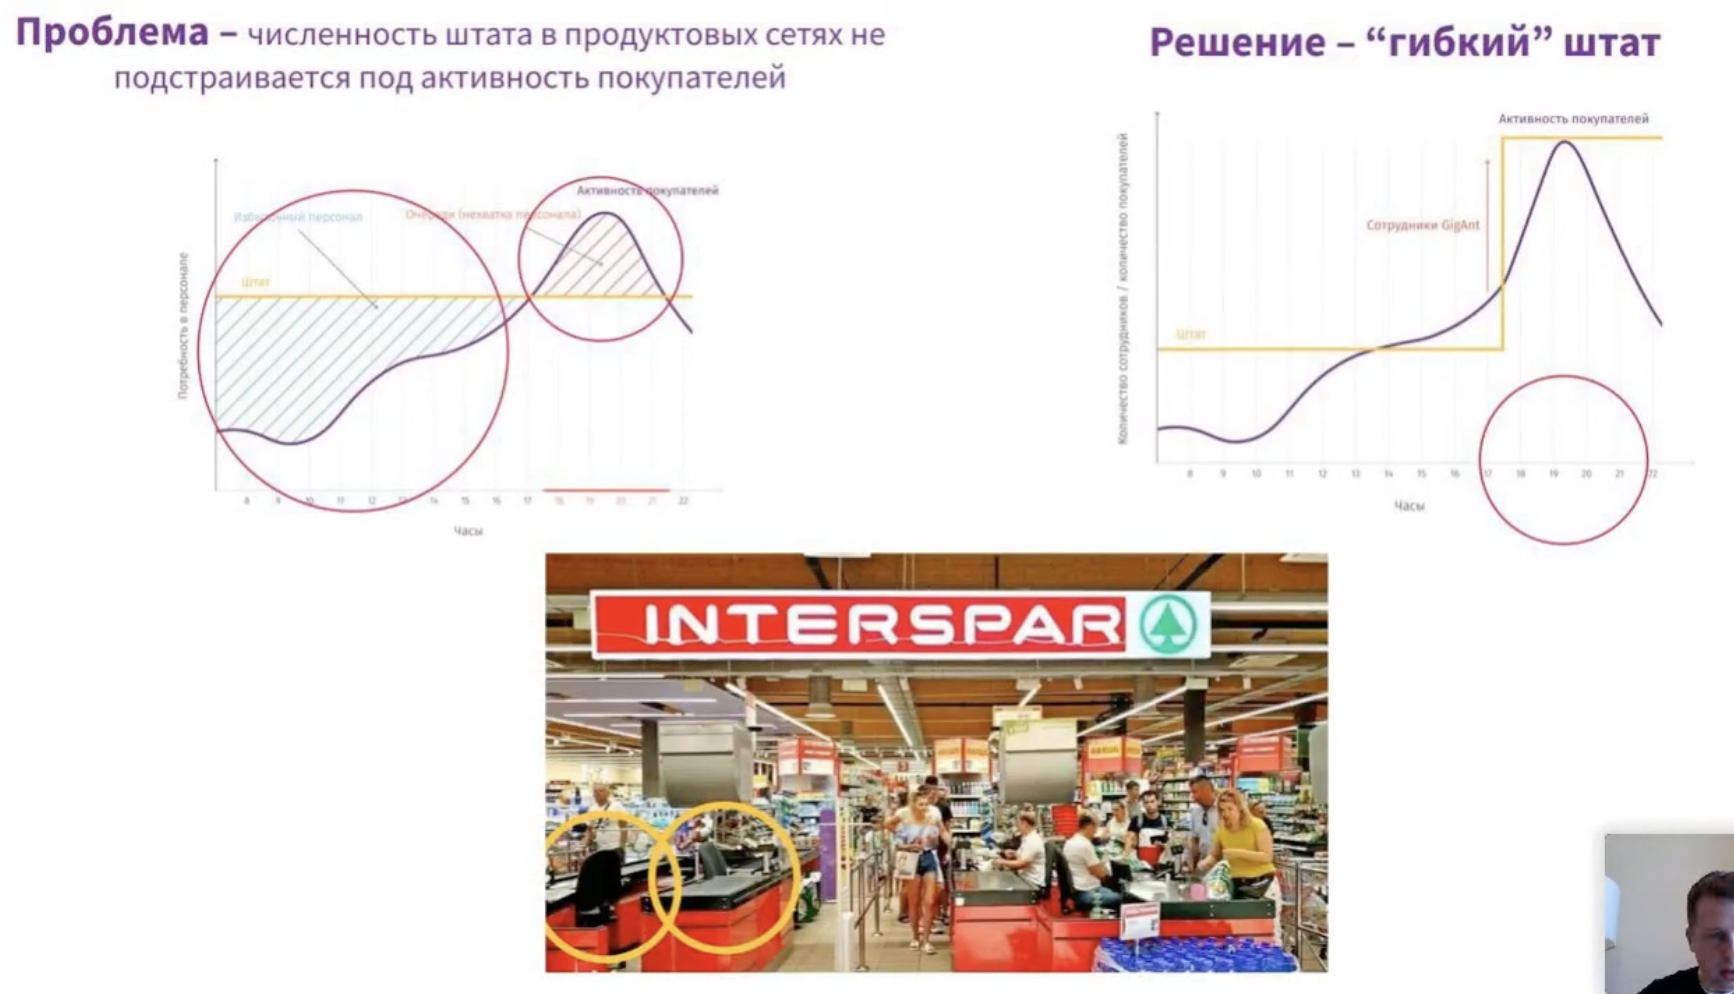 Проблема – численность штата в продуктовых сетях не
подстраивается под активность покупателей
Активность покупателей
Избыточный персонал
Очереди (нехватка персонала)
Штат
Потребность в персонале
8 9 10 11 12 13 14 15 16 17 18 19 20 21 22
Часы
Решение – “гибкий” штат
Активность покупателей
Сотрудники GigAnt
Штат
Количество сотрудников / количество покупателей
8 9 10 11 12 13 14 15 16 17 18 19 20 21 22
Часы
INTERSPAR